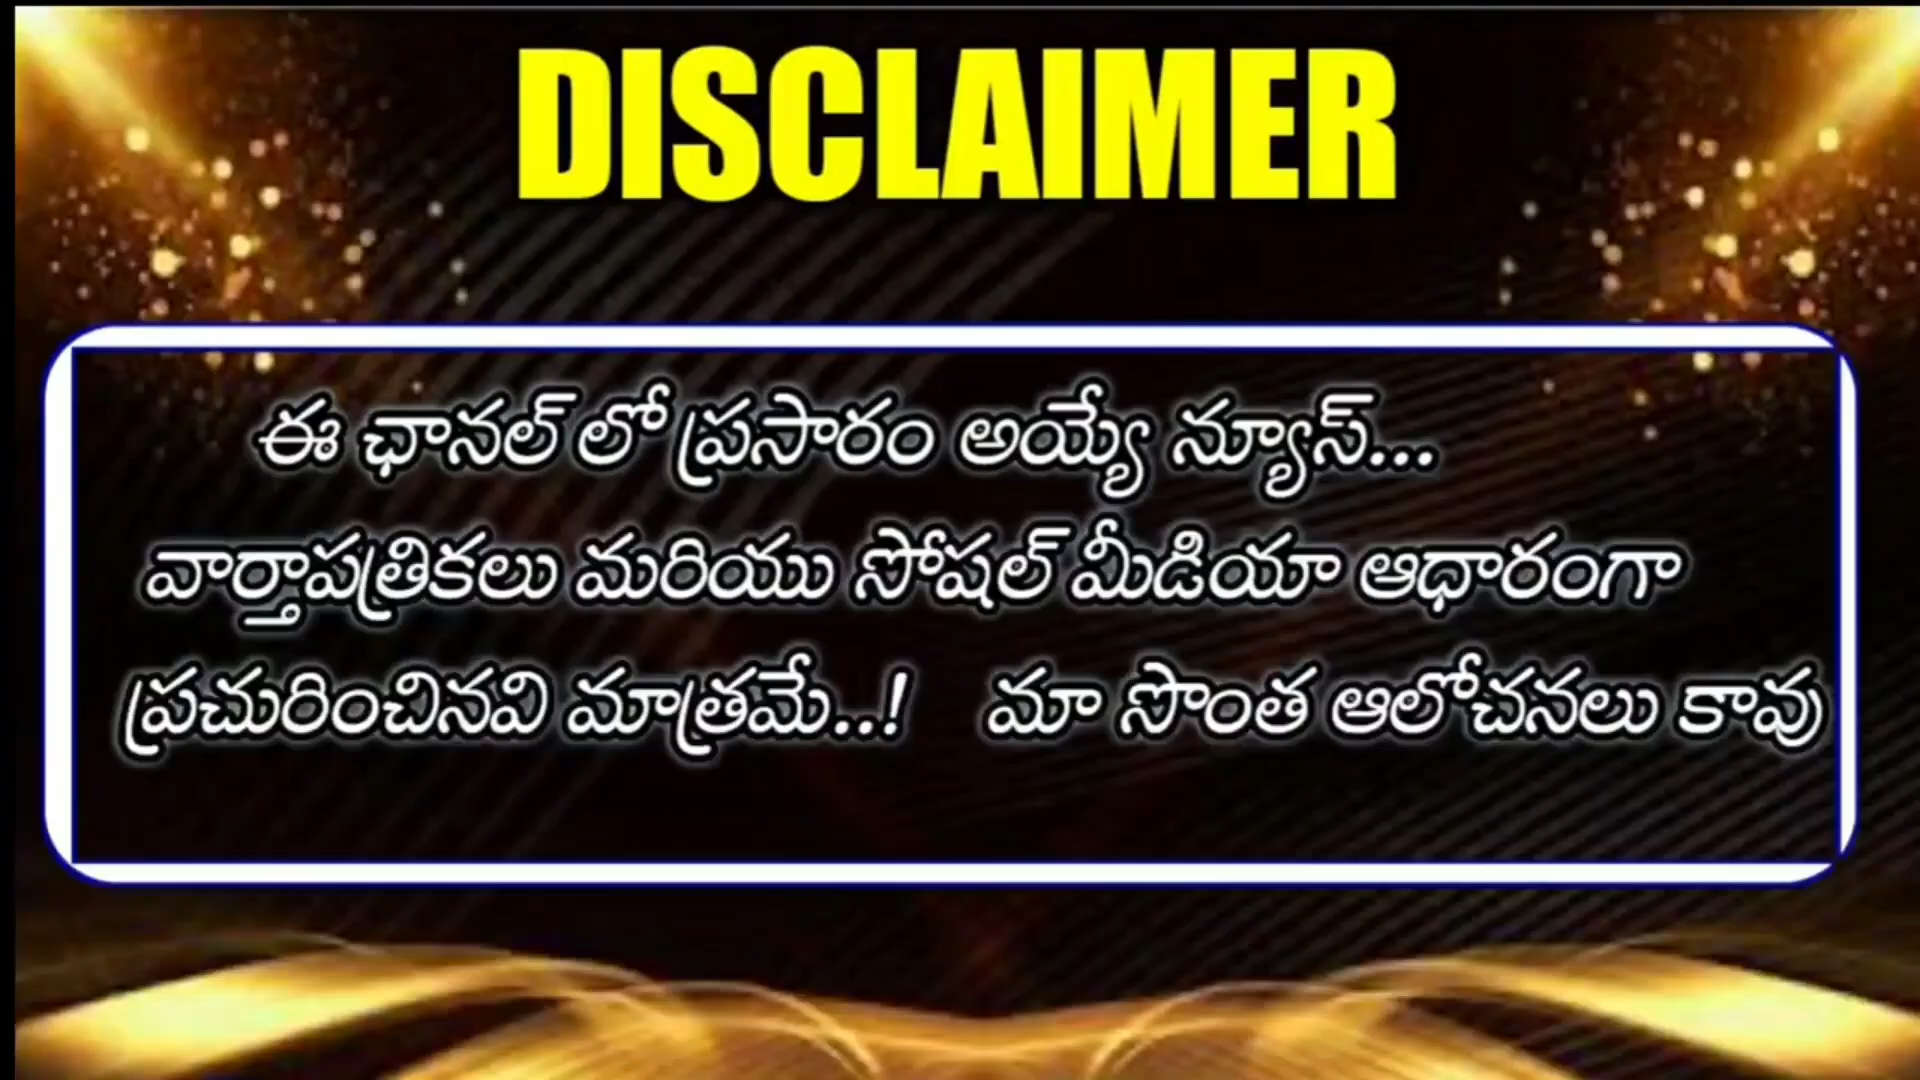 DISCLAIMER
ఈ ఛానల్ లో ప్రసారం అయ్యే న్యూస్...
వార్తాపత్రికలు మరియు సోషల్ మీడియా ఆధారంగా
ప్రచురించినవి మాత్రమే..! మా సొంత ఆలోచనలు కావు